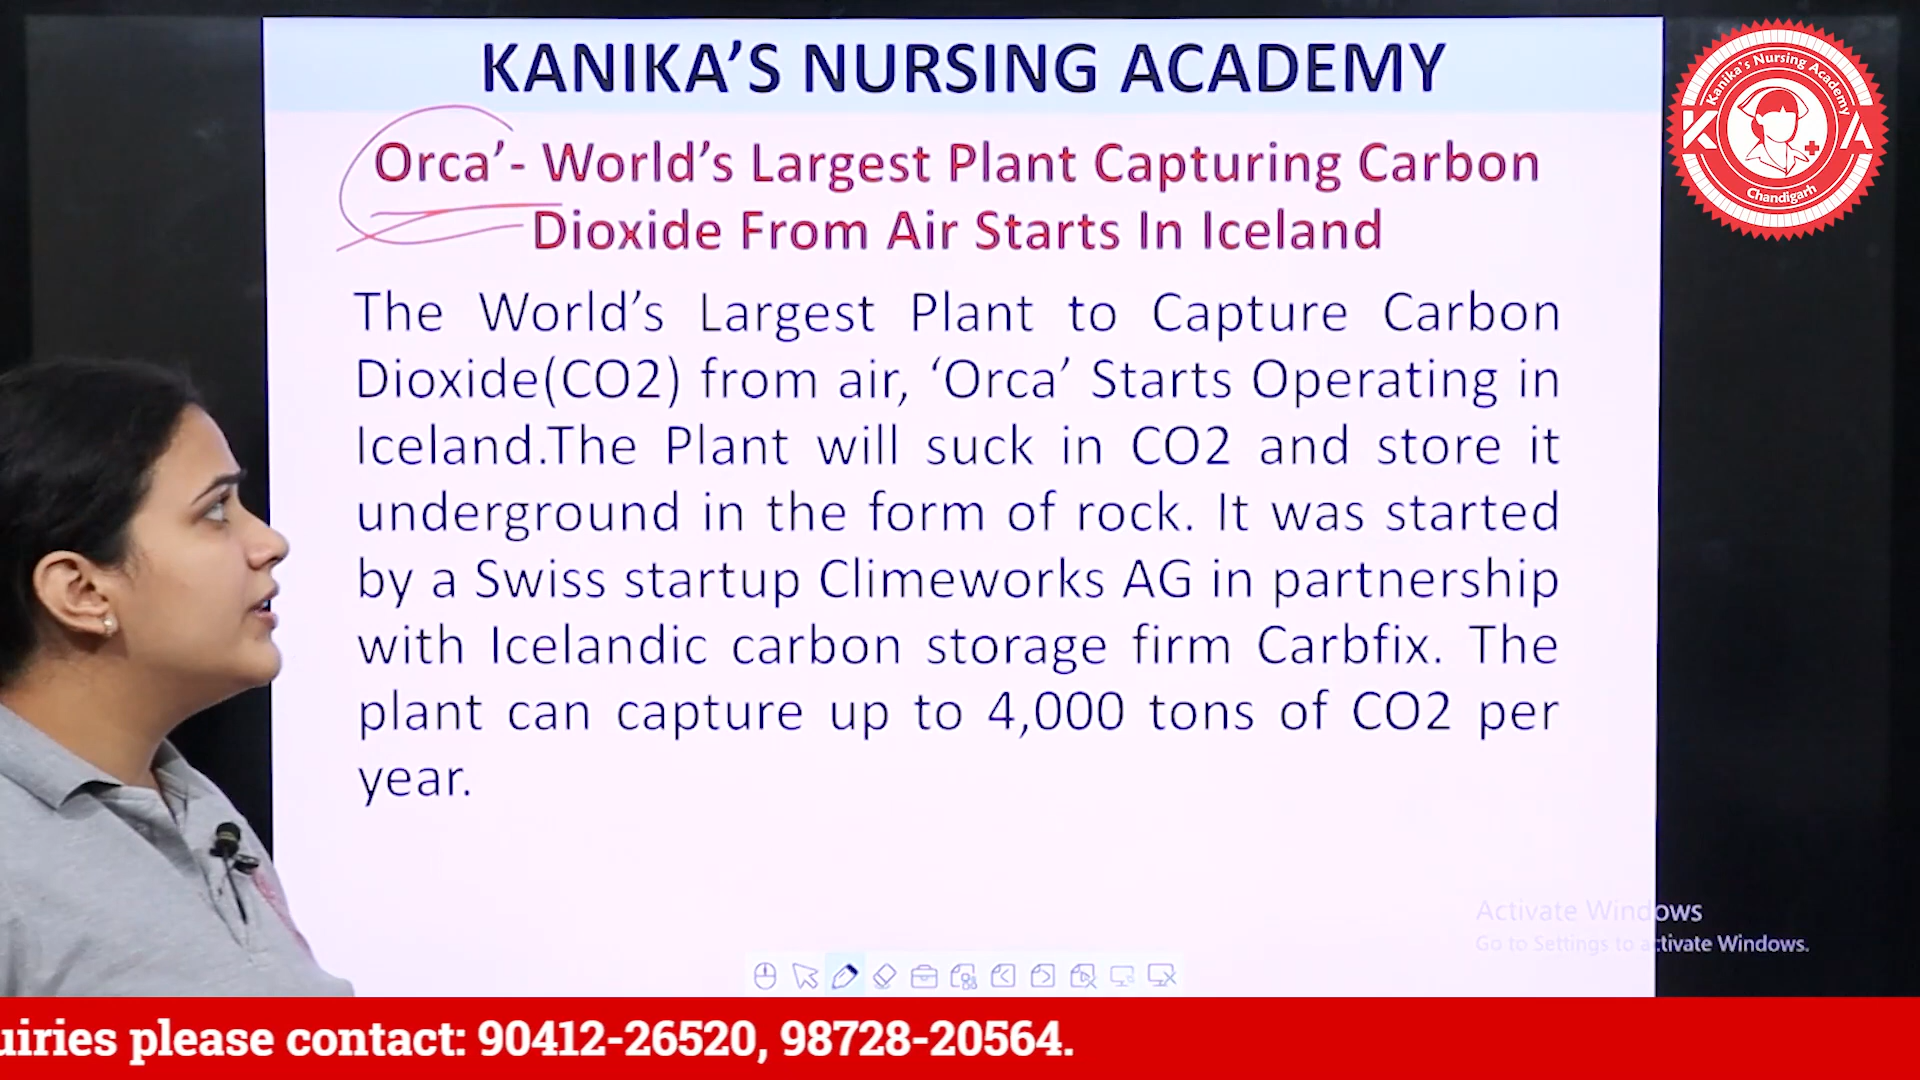 KANIKA’S NURSING ACADEMY
Orca’- World’s Largest Plant Capturing Carbon
Dioxide From Air Starts In Iceland
The World’s Largest Plant to Capture Carbon
Dioxide(CO2) from air, ‘Orca’ Starts Operating in
Iceland.The Plant will suck in CO2 and store it
underground in the form of rock. It was started
by a Swiss startup Climeworks AG in partnership
with Icelandic carbon storage firm Carbfix. The
plant can capture up to 4,000 tons of CO2 per
year.
Kanika's Nursing Academy
K A
Chandigarh
Activate Windows
Go to Settings to activate Windows.
uiries please contact: 90412-26520, 98728-20564.